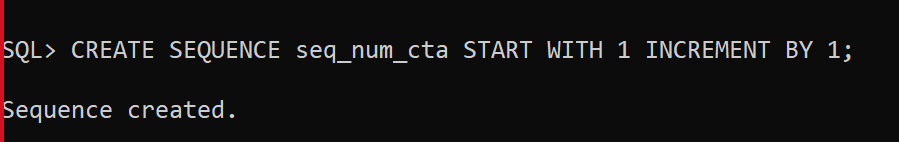 SQL> CREATE SEQUENCE seq_num_cta START WITH 1 INCREMENT BY 1;
Sequence created.